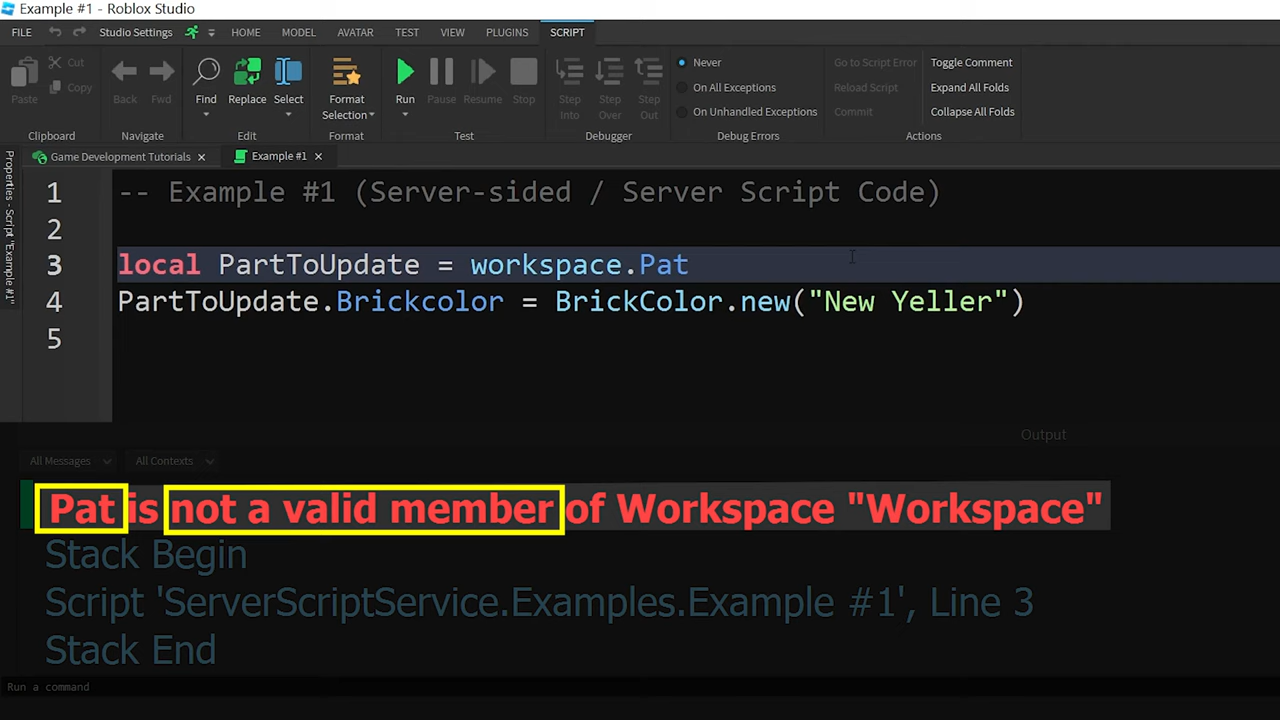 Example #1 - Roblox Studio
FILE Studio Settings HOME MODEL AVATAR TEST VIEW PLUGINS SCRIPT
Paste Cut Copy Back Fwd Find Replace Select Format Selection Run Pause Resume Stop Step Into Step Over Step Out Never On All Exceptions On Unhandled Exceptions Go to Script Error Reload Script Commit Toggle Comment Expand All Folds Collapse All Folds
Clipboard Navigate Edit Format Test Debugger Debug Errors Actions
Game Development Tutorials Example #1
Properties - Script "Example #1"
1 -- Example #1 (Server-sided / Server Script Code)
2
3 local PartToUpdate = workspace.Pat
4 PartToUpdate.Brickcolor = BrickColor.new("New Yeller")
5
Output
All Messages All Contexts
Pat is not a valid member of Workspace "Workspace"
Stack Begin
Script 'ServerScriptService.Examples.Example #1', Line 3
Stack End
Run a command